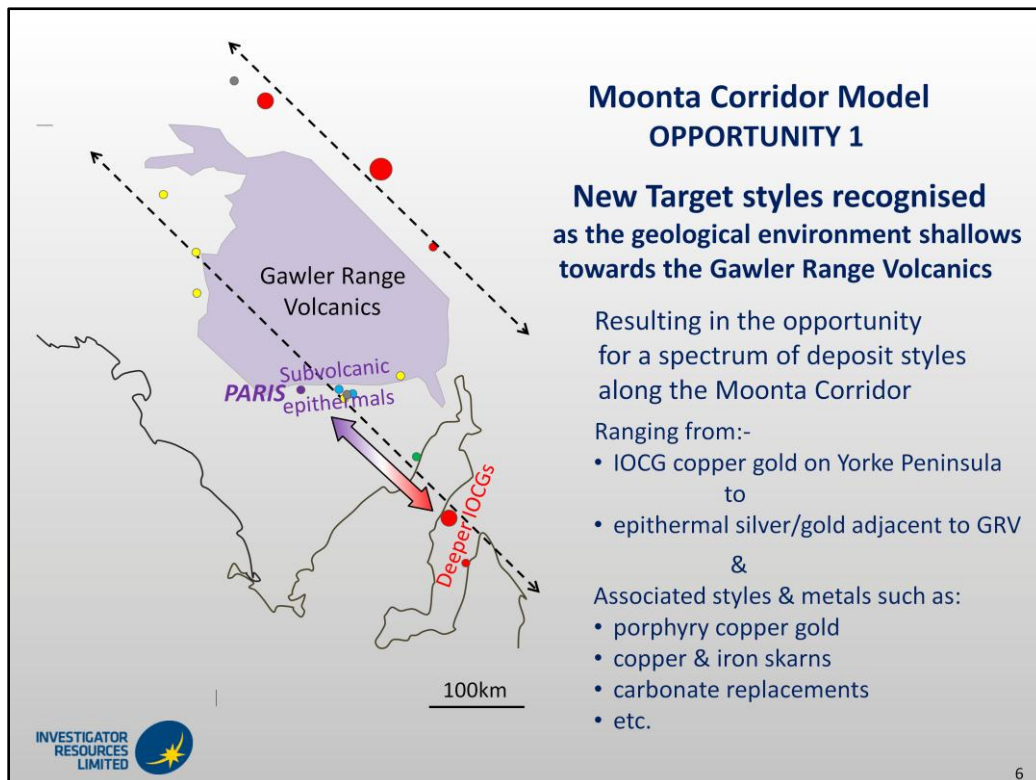 Moonta Corridor Model
OPPORTUNITY 1
New Target styles recognised
as the geological environment shallows
towards the Gawler Range Volcanics
Resulting in the opportunity
for a spectrum of deposit styles
along the Moonta Corridor
Ranging from:-
• IOCG copper gold on Yorke Peninsula
to
• epithermal silver/gold adjacent to GRV
&
Associated styles & metals such as:
• porphyry copper gold
• copper & iron skarns
• carbonate replacements
• etc.
Gawler Range
Volcanics
PARIS
Subvolcanic
epithermals
Deeper IOCGs
100km
INVESTIGATOR
RESOURCES
LIMITED
6